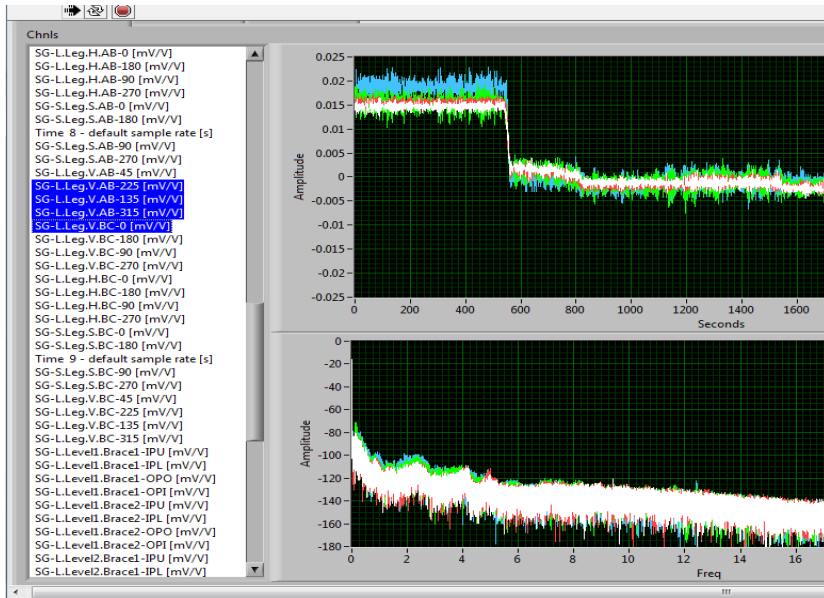 Chnls
SG-L.Leg.H.AB-0 [mV/V]
SG-L.Leg.H.AB-180 [mV/V]
SG-L.Leg.H.AB-90 [mV/V]
SG-L.Leg.H.AB-270 [mV/V]
SG-S.Leg.S.AB-0 [mV/V]
SG-S.Leg.S.AB-180 [mV/V]
Time 8 - default sample rate [s]
SG-S.Leg.S.AB-90 [mV/V]
SG-S.Leg.S.AB-270 [mV/V]
SG-L.Leg.V.AB-45 [mV/V]
SG-L.Leg.V.AB-225 [mV/V]
SG-L.Leg.V.AB-135 [mV/V]
SG-L.Leg.V.AB-315 [mV/V]
SG-L.Leg.V.BC-0 [mV/V]
SG-L.Leg.V.BC-180 [mV/V]
SG-L.Leg.V.BC-90 [mV/V]
SG-L.Leg.V.BC-270 [mV/V]
SG-L.Leg.H.BC-0 [mV/V]
SG-L.Leg.H.BC-180 [mV/V]
SG-L.Leg.H.BC-90 [mV/V]
SG-L.Leg.H.BC-270 [mV/V]
SG-S.Leg.S.BC-0 [mV/V]
SG-S.Leg.S.BC-180 [mV/V]
Time 9 - default sample rate [s]
SG-S.Leg.S.BC-90 [mV/V]
SG-S.Leg.S.BC-270 [mV/V]
SG-L.Leg.V.BC-45 [mV/V]
SG-L.Leg.V.BC-225 [mV/V]
SG-L.Leg.V.BC-135 [mV/V]
SG-L.Leg.V.BC-315 [mV/V]
SG-L.Level1.Brace1-IPU [mV/V]
SG-L.Level1.Brace1-IPL [mV/V]
SG-L.Level1.Brace1-OPO [mV/V]
SG-L.Level1.Brace1-OPI [mV/V]
SG-L.Level1.Brace2-IPU [mV/V]
SG-L.Level1.Brace2-IPL [mV/V]
SG-L.Level1.Brace2-OPO [mV/V]
SG-L.Level1.Brace2-OPI [mV/V]
SG-L.Level2.Brace1-IPU [mV/V]
SG-L.Level2.Brace1-IPL [mV/V]
Amplitude
0.025
0.02
0.015
0.01
0.005
0
-0.005
-0.01
-0.015
-0.02
-0.025
0 200 400 600 800 1000 1200 1400 1600
Seconds
Amplitude
0
-20
-40
-60
-80
-100
-120
-140
-160
-180
0 2 4 6 8 10 12 14 16
Freq